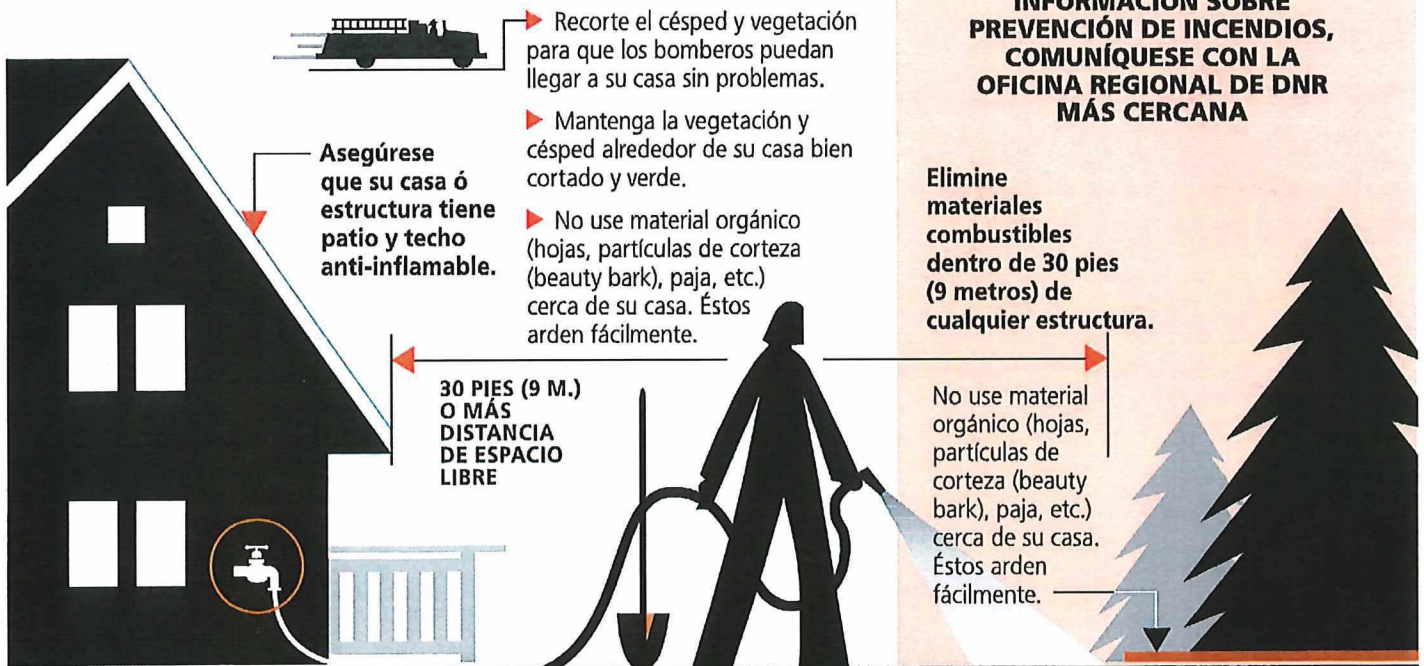 Recorte el césped y vegetación
para que los bomberos puedan
llegar a su casa sin problemas.
Mantenga la vegetación y
césped alrededor de su casa bien
cortado y verde.
No use material orgánico
(hojas, partículas de corteza
(beauty bark), paja, etc.)
cerca de su casa. Éstos
arden fácilmente.
Asegúrese
que su casa ó
estructura tiene
patio y techo
anti-inflamable.
30 PIES (9 M.)
O MÁS
DISTANCIA
DE ESPACIO
LIBRE
INFORMACIÓN SOBRE
PREVENCIÓN DE INCENDIOS,
COMUNÍQUESE CON LA
OFICINA REGIONAL DE DNR
MÁS CERCANA
Elimine
materiales
combustibles
dentro de 30 pies
(9 metros) de
cualquier estructura.
No use material
orgánico (hojas,
partículas de
corteza (beauty
bark), paja, etc.)
cerca de su casa.
Éstos arden
fácilmente.